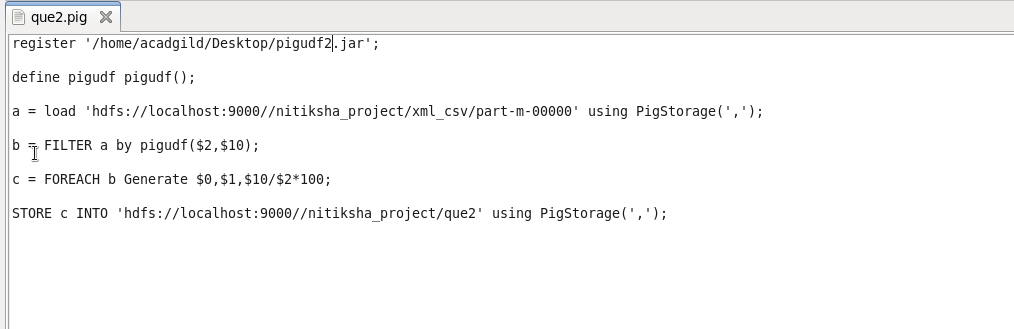 que2.pig
register '/home/acadgild/Desktop/pigudf2.jar';
define pigudf pigudf();
a = load 'hdfs://localhost:9000//nitiksha_project/xml_csv/part-m-00000' using PigStorage(',');
b = FILTER a by pigudf($2,$10);
c = FOREACH b Generate $0,$1,$10/$2*100;
STORE c INTO 'hdfs://localhost:9000//nitiksha_project/que2' using PigStorage(',');